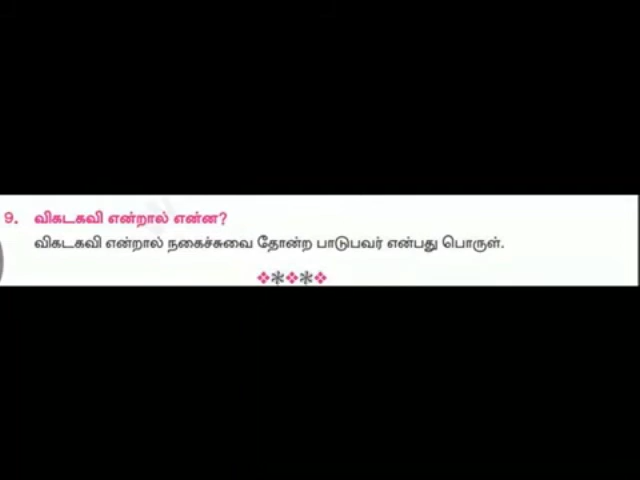 9. விகடகவி என்றால் என்ன?
விகடகவி என்றால் நகைச்சுவை தோன்ற பாடுபவர் என்பது பொருள்.